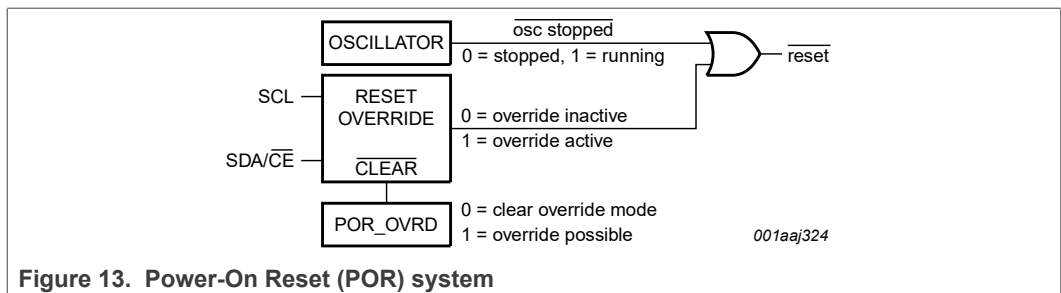 OSCILLATOR
osc stopped
0 = stopped, 1 = running
reset
SCL
RESET
OVERRIDE
0 = override inactive
1 = override active
SDA/CE
CLEAR
POR_OVRD
0 = clear override mode
1 = override possible
001aaj324
Figure 13. Power-On Reset (POR) system